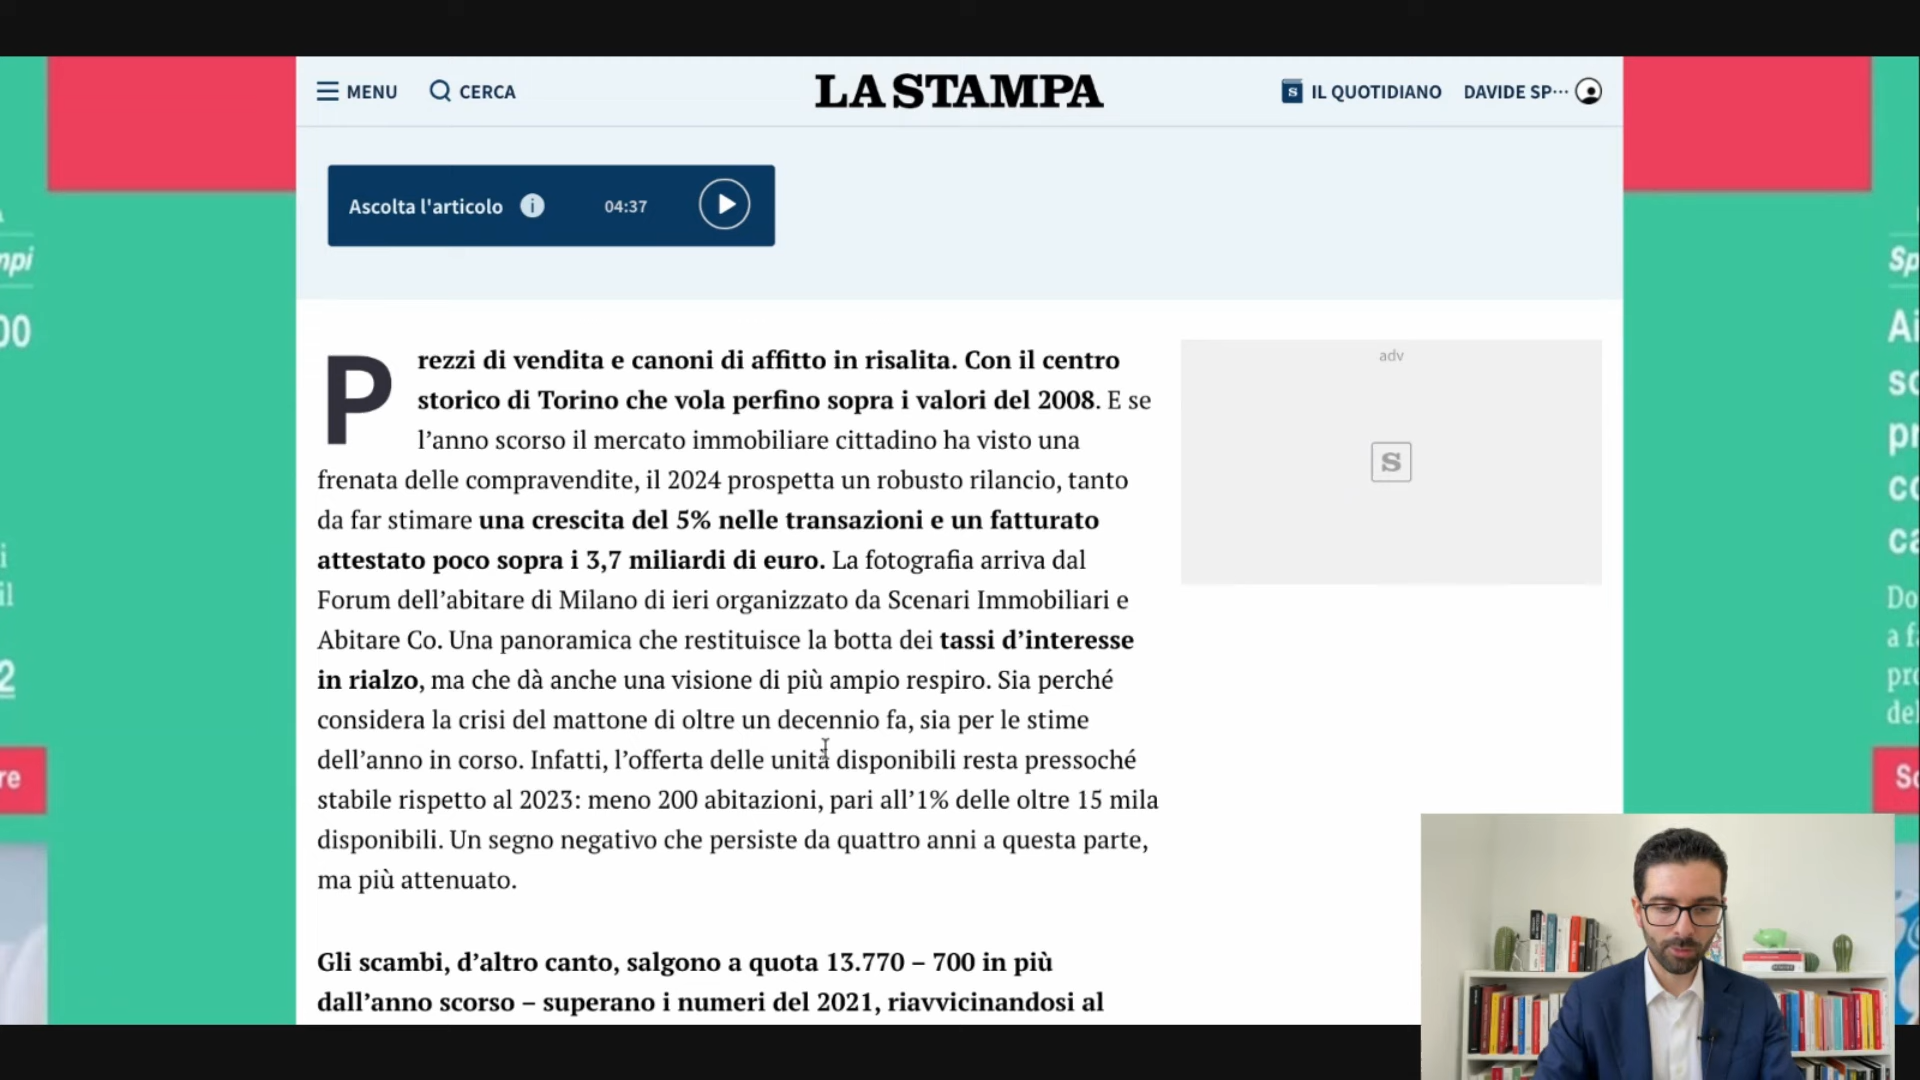 MENU
CERCA
LA STAMPA
S IL QUOTIDIANO
DAVIDE SP···
Ascolta l'articolo i 04:37
Prezzi di vendita e canoni di affitto in risalita. Con il centro
storico di Torino che vola perfino sopra i valori del 2008. E se
l’anno scorso il mercato immobiliare cittadino ha visto una
frenata delle compravendite, il 2024 prospetta un robusto rilancio, tanto
da far stimare una crescita del 5% nelle transazioni e un fatturato
attestato poco sopra i 3,7 miliardi di euro. La fotografia arriva dal
Forum dell’abitare di Milano di ieri organizzato da Scenari Immobiliari e
Abitare Co. Una panoramica che restituisce la botta dei tassi d’interesse
in rialzo, ma che dà anche una visione di più ampio respiro. Sia perché
considera la crisi del mattone di oltre un decennio fa, sia per le stime
dell’anno in corso. Infatti, l’offerta delle unità disponibili resta pressoché
stabile rispetto al 2023: meno 200 abitazioni, pari all’1% delle oltre 15 mila
disponibili. Un segno negativo che persiste da quattro anni a questa parte,
ma più attenuato.
Gli scambi, d’altro canto, salgono a quota 13.770 – 700 in più
dall’anno scorso – superano i numeri del 2021, riavvicinandosi al
adv
S